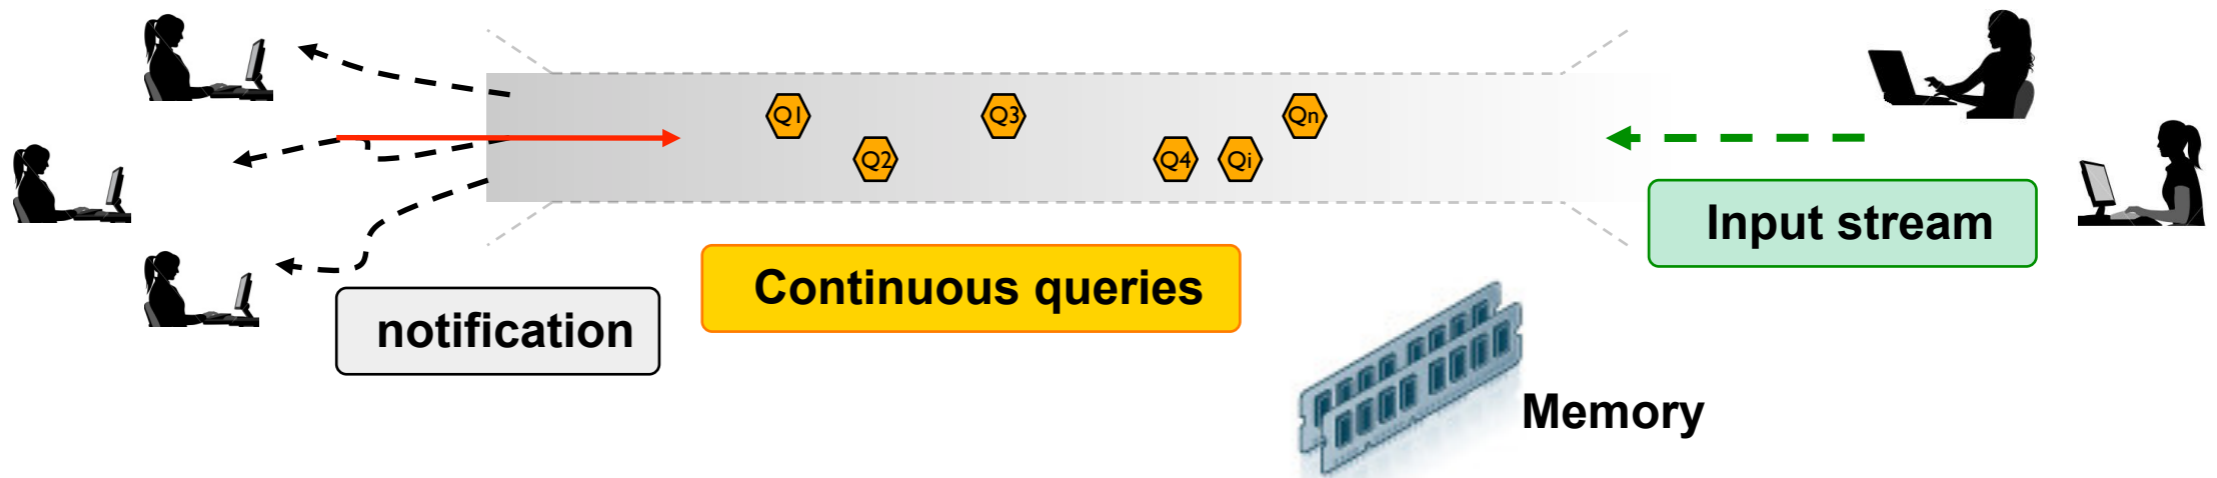 Q1
Q3
Qn
Q2
Q4
Qi
Input stream
Continuous queries
notification
Memory